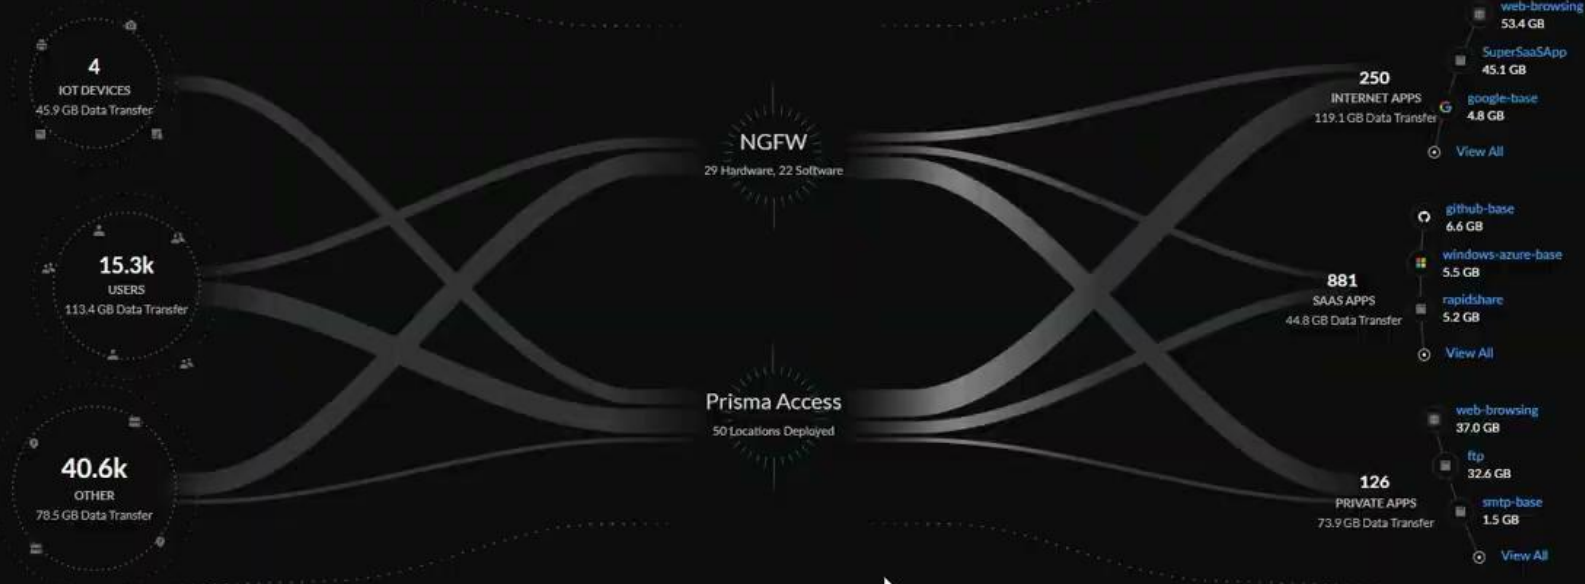 4
IOT DEVICES
45.9 GB Data Transfer
15.3k
USERS
113.4 GB Data Transfer
40.6k
OTHER
78.5 GB Data Transfer
NGFW
29 Hardware, 22 Software
Prisma Access
50 Locations Deployed
250
INTERNET APPS
119.1 GB Data Transfer
web-browsing
53.4 GB
SuperSaaSApp
45.1 GB
google-base
4.8 GB
View All
881
SAAS APPS
44.8 GB Data Transfer
github-base
6.6 GB
windows-azure-base
5.5 GB
rapidshare
5.2 GB
View All
126
PRIVATE APPS
73.9 GB Data Transfer
web-browsing
37.0 GB
ftp
32.6 GB
smtp-base
1.5 GB
View All